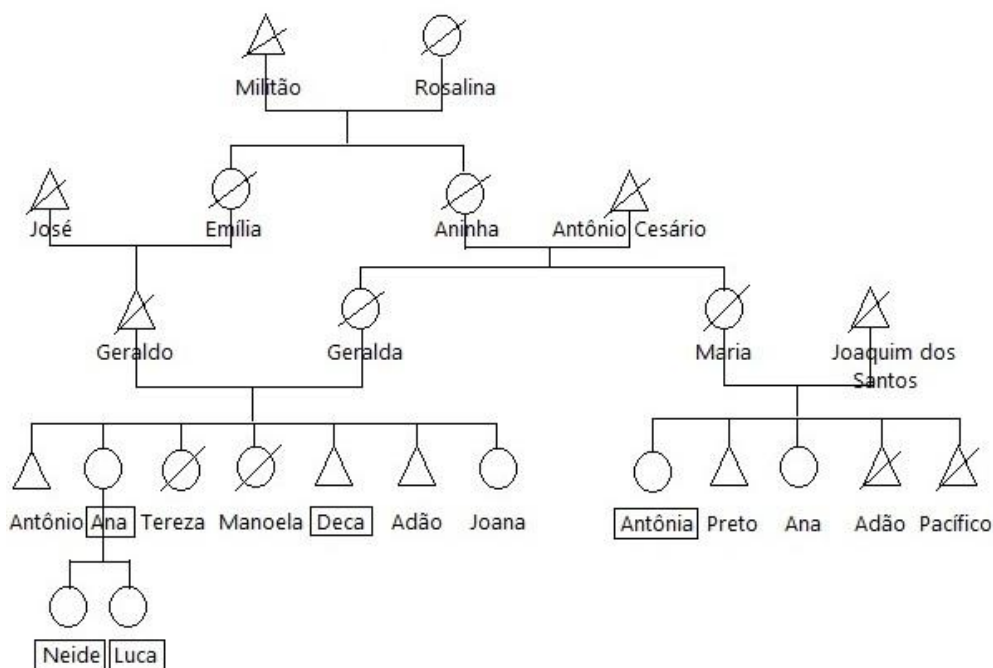 Militão Rosalina
José Emília Aninha Antônio Cesário
Geraldo Geralda Maria Joaquim dos
Santos
Antônio Ana Tereza Manoela Deca Adão Joana Antônia Preto Ana Adão Pacífico
Neide Luca